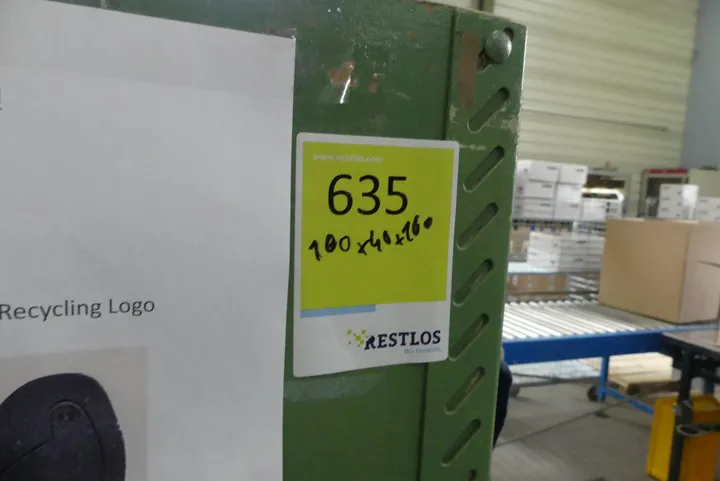 Recycling Logo
www.restlos.com
635
100x40x160
RESTLOS